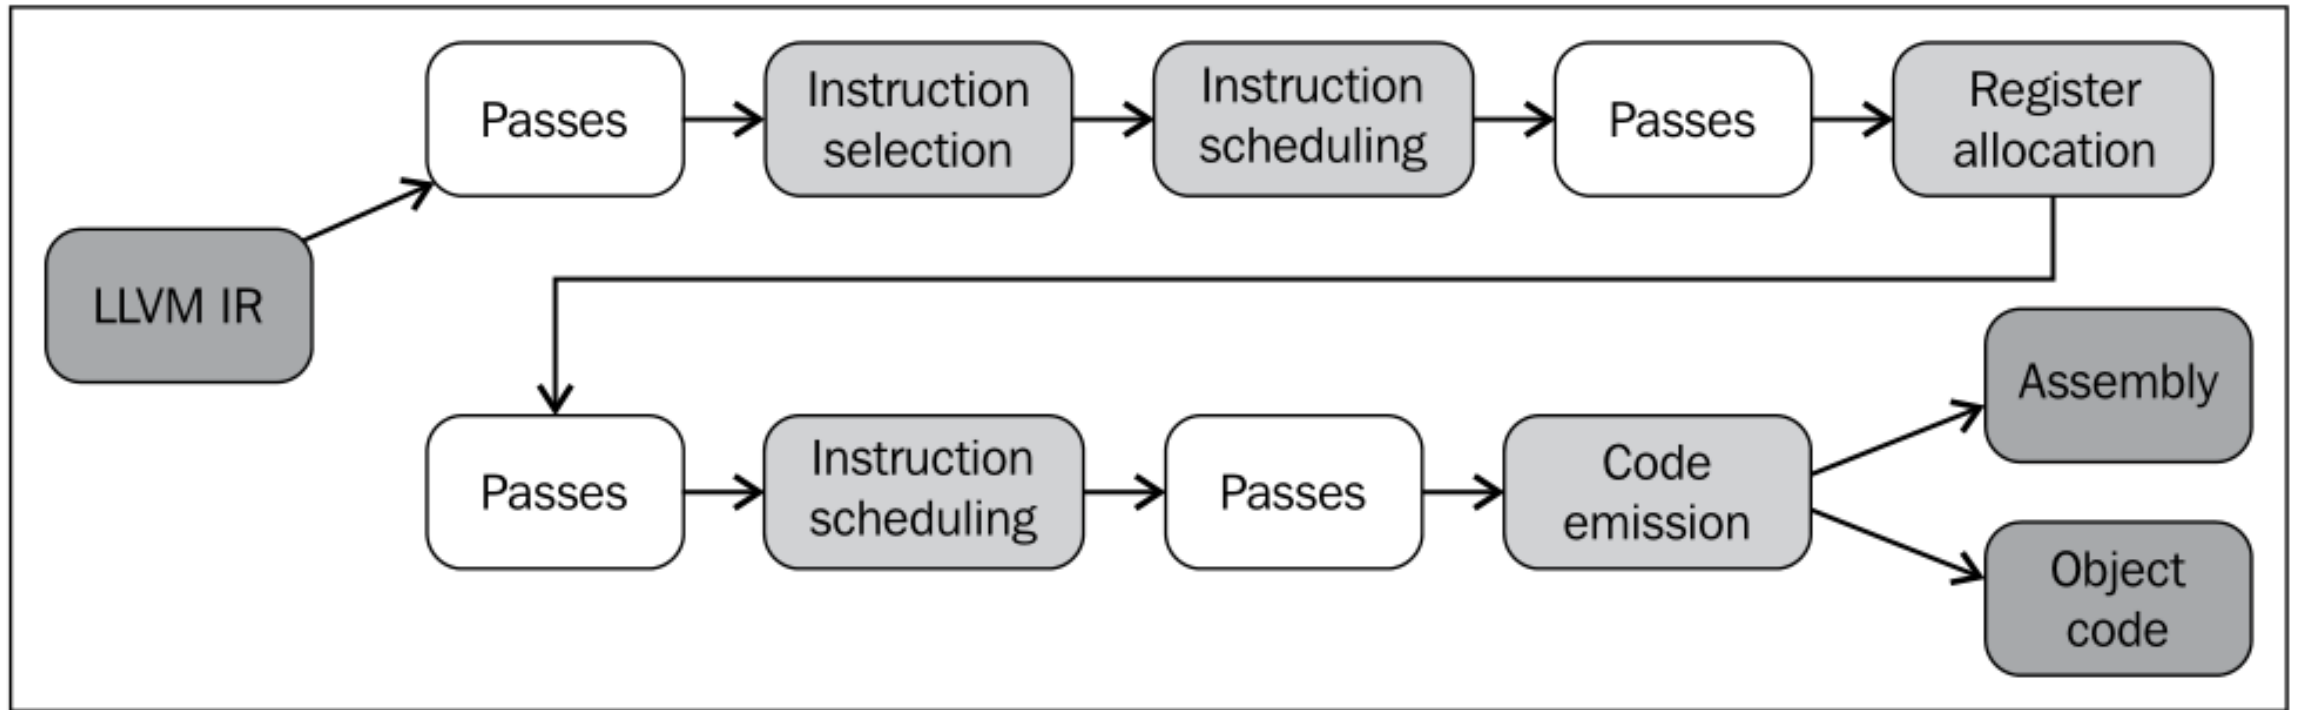 LLVM IR
Passes
Instruction
selection
Instruction
scheduling
Passes
Register
allocation
Passes
Instruction
scheduling
Passes
Code
emission
Assembly
Object
code